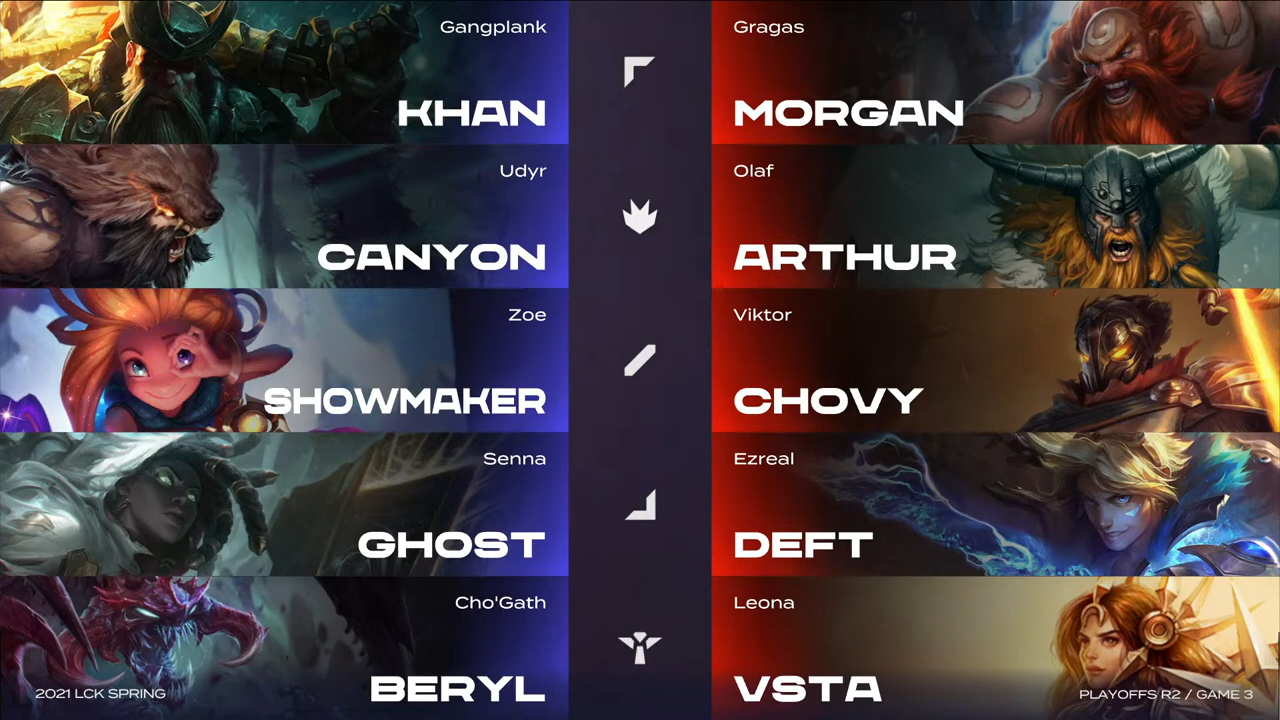 Gangplank
KHAN
Gragas
MORGAN
Udyr
CANYON
Olaf
ARTHUR
Zoe
SHOWMAKER
Viktor
CHOVY
Senna
GHOST
Ezreal
DEFT
Cho'Gath
BERYL
Leona
VSTA
2021 LCK SPRING
PLAYOFFS R2 / GAME 3